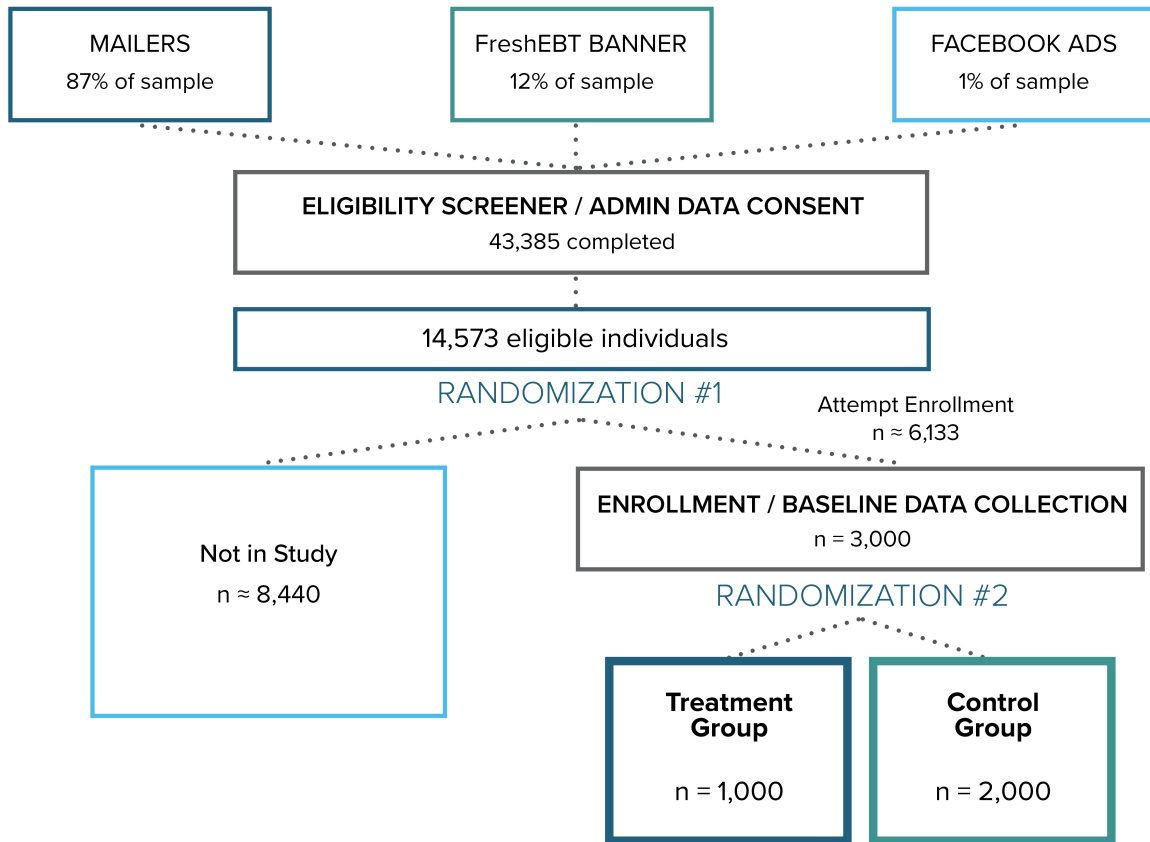 MAILERS
87% of sample
FreshEBT BANNER
12% of sample
FACEBOOK ADS
1% of sample
ELIGIBILITY SCREENER / ADMIN DATA CONSENT
43,385 completed
14,573 eligible individuals
RANDOMIZATION #1
Attempt Enrollment
n ≈ 6,133
Not in Study
n ≈ 8,440
ENROLLMENT / BASELINE DATA COLLECTION
n = 3,000
RANDOMIZATION #2
Treatment
Group
n = 1,000
Control
Group
n = 2,000